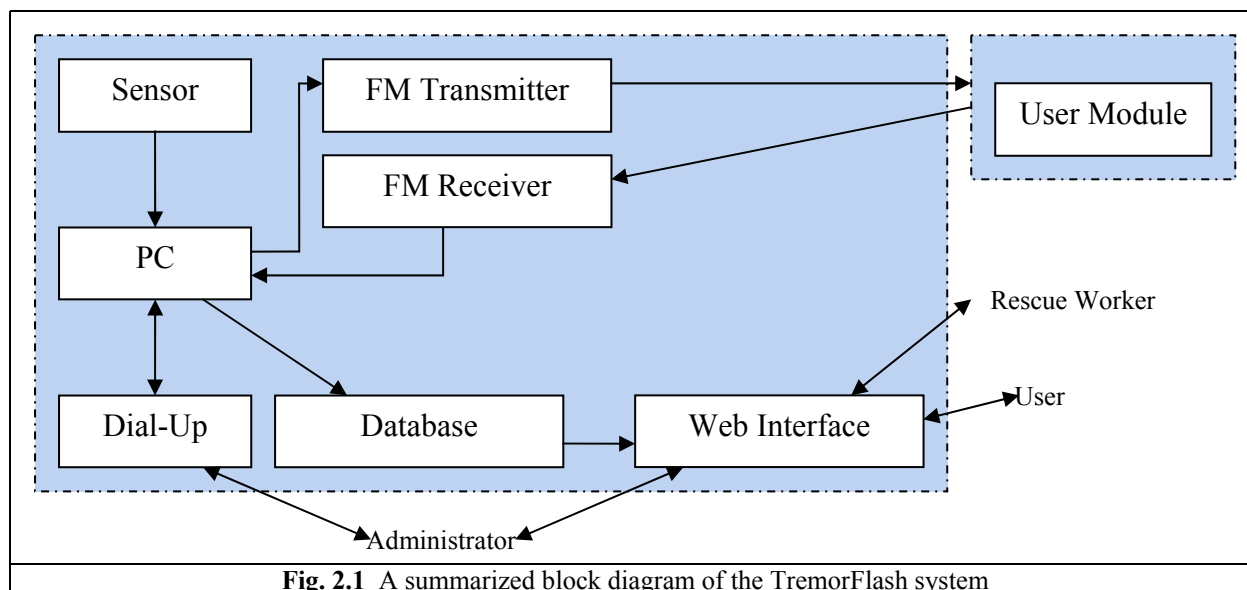 Sensor
FM Transmitter
User Module
FM Receiver
PC
Rescue Worker
User
Dial-Up
Database
Web Interface
Administrator
Fig. 2.1 A summarized block diagram of the TremorFlash system